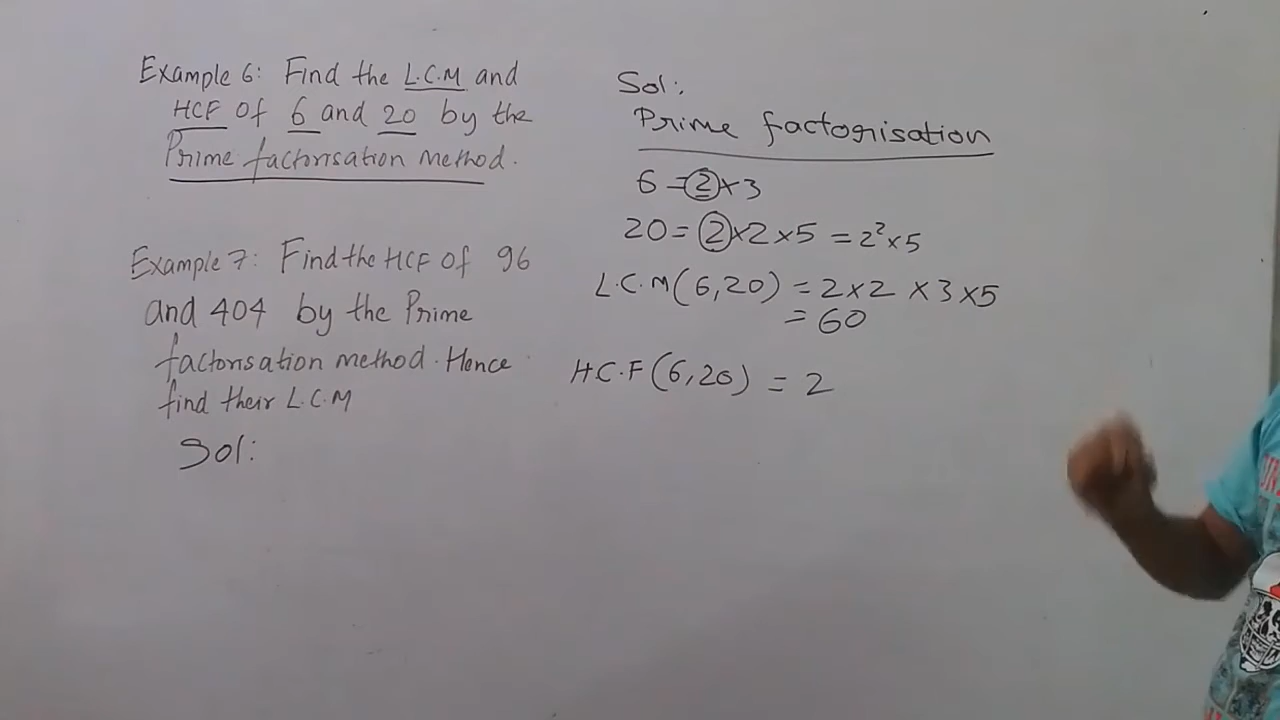 Example 6: Find the L.C.M and
HCF of 6 and 20 by the
Prime factorisation method.
Example 7: Find the HCF of 96
and 404 by the Prime
factorisation method. Hence
find their L.C.M
Sol:
Sol:
Prime factorisation
6 = 2 × 3
20 = 2 × 2 × 5 = 2² × 5
L.C.M (6,20) = 2 × 2 × 3 × 5
= 60
H.C.F (6,20) = 2